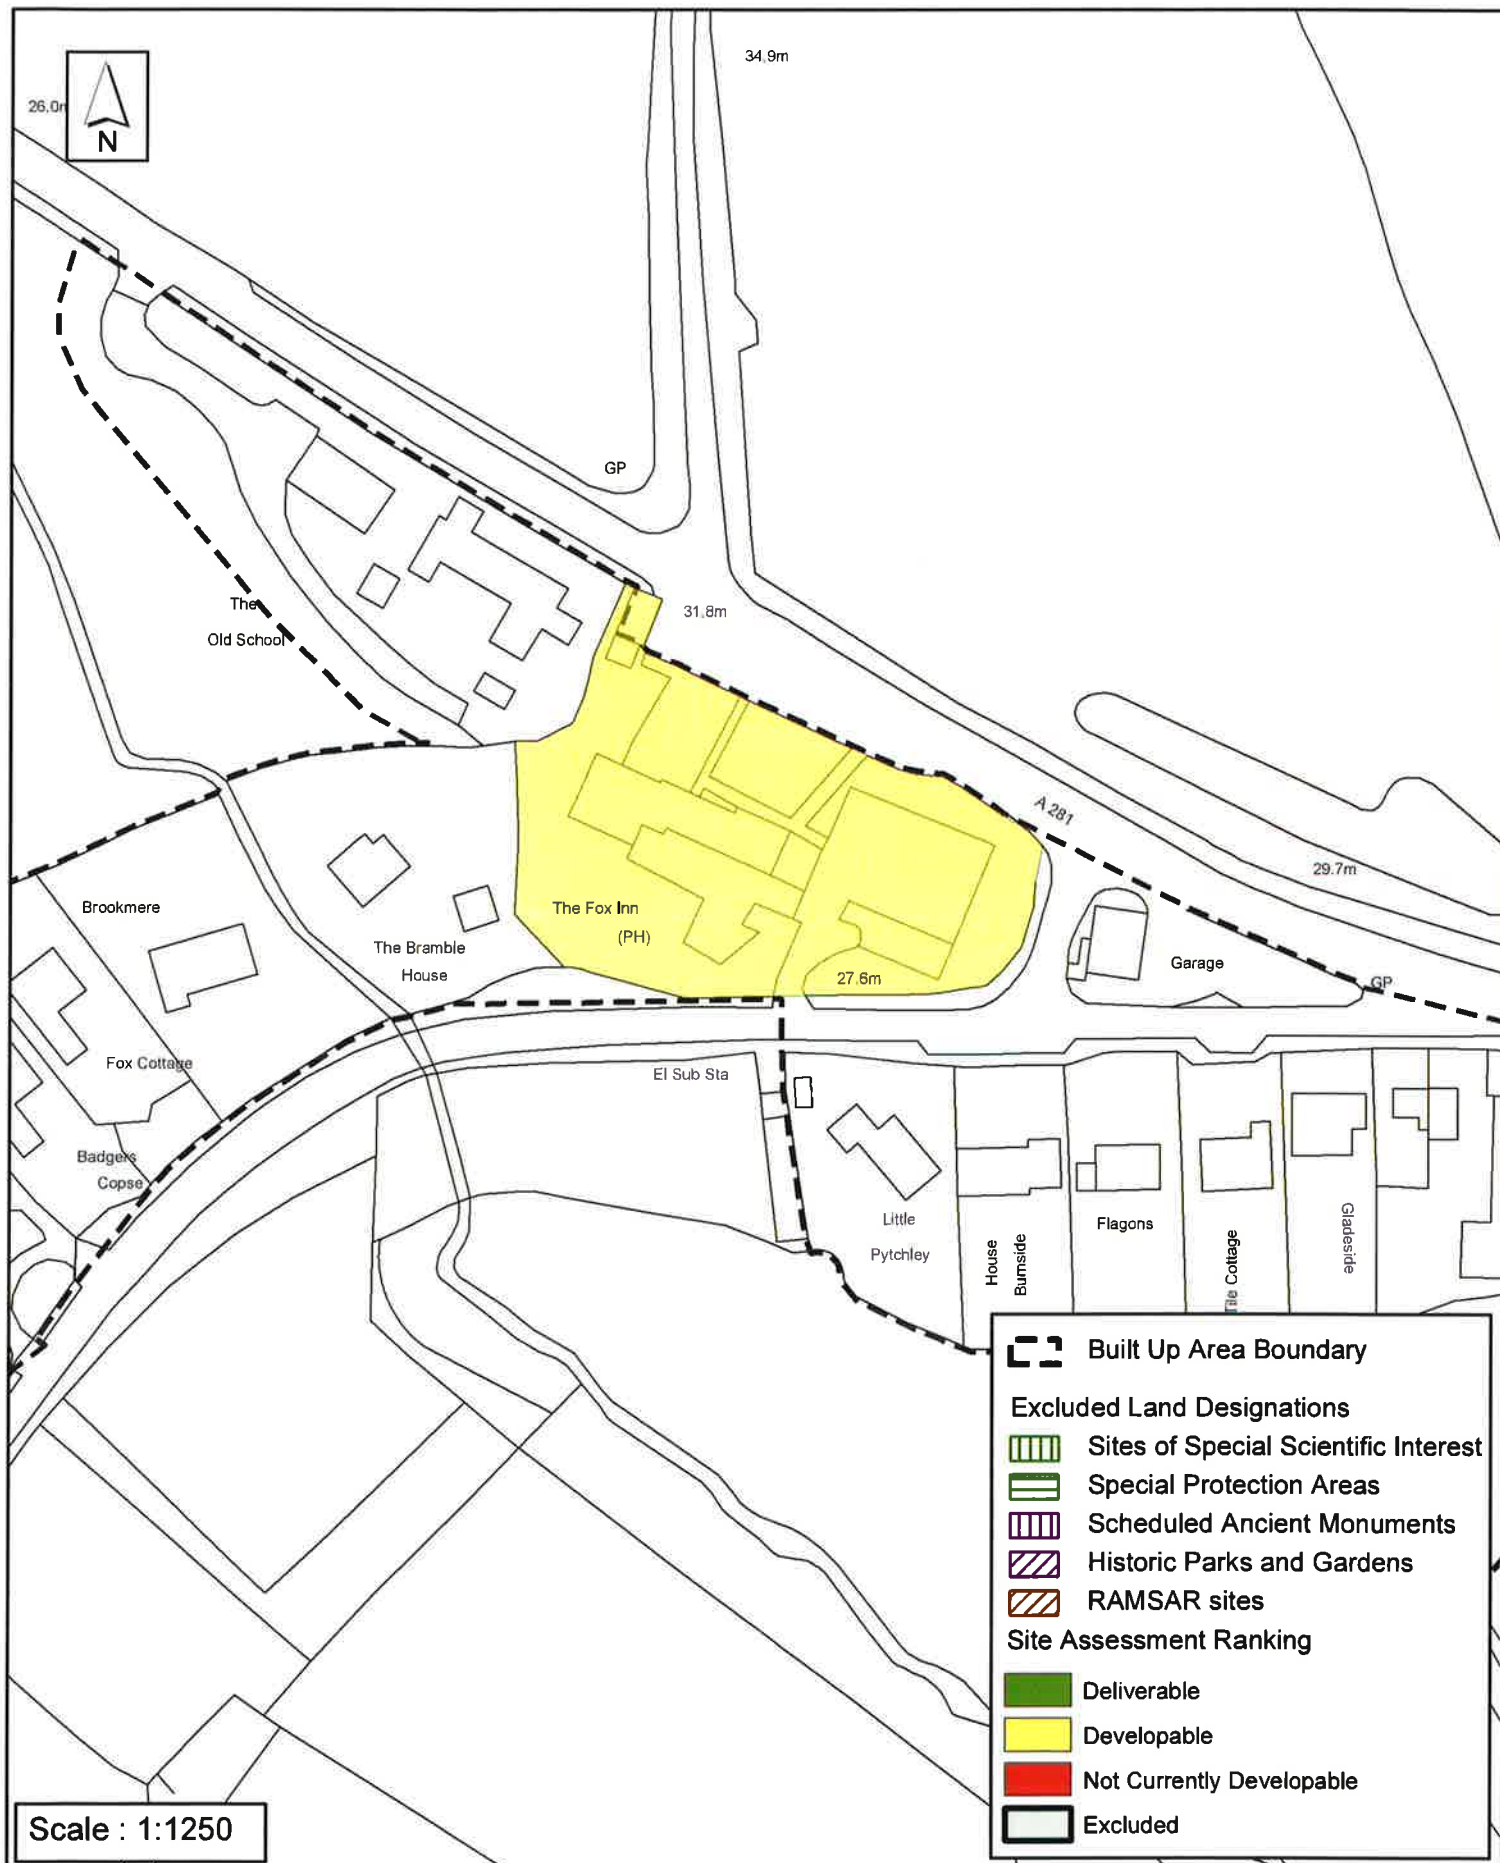 34.9m
26.0m
N
GP
The
Old School
31.8m
A 281
29.7m
Brookmere
The Fox Inn
(PH)
The Bramble
House
27.6m
Garage
GP
Fox Cottage
El Sub Sta
Badgers
Copse
Little
Pytchley
House
Burnside
Flagons
Tile Cottage
Gladeside
Built Up Area Boundary
Excluded Land Designations
Sites of Special Scientific Interest
Special Protection Areas
Scheduled Ancient Monuments
Historic Parks and Gardens
RAMSAR sites
Site Assessment Ranking
Deliverable
Developable
Not Currently Developable
Excluded
Scale : 1:1250